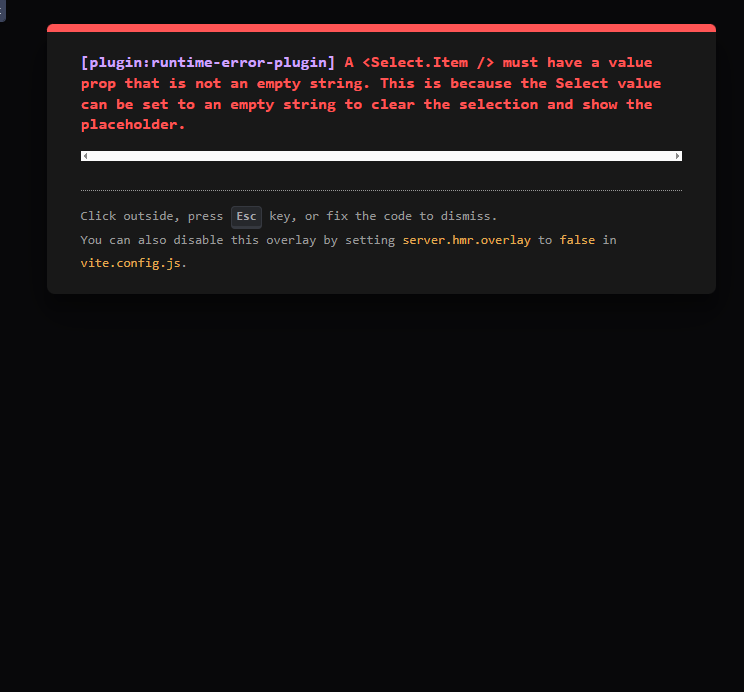 [plugin:runtime-error-plugin] A <Select.Item /> must have a value
prop that is not an empty string. This is because the Select value
can be set to an empty string to clear the selection and show the
placeholder.
Click outside, press Esc key, or fix the code to dismiss.
You can also disable this overlay by setting server.hmr.overlay to false in
vite.config.js.